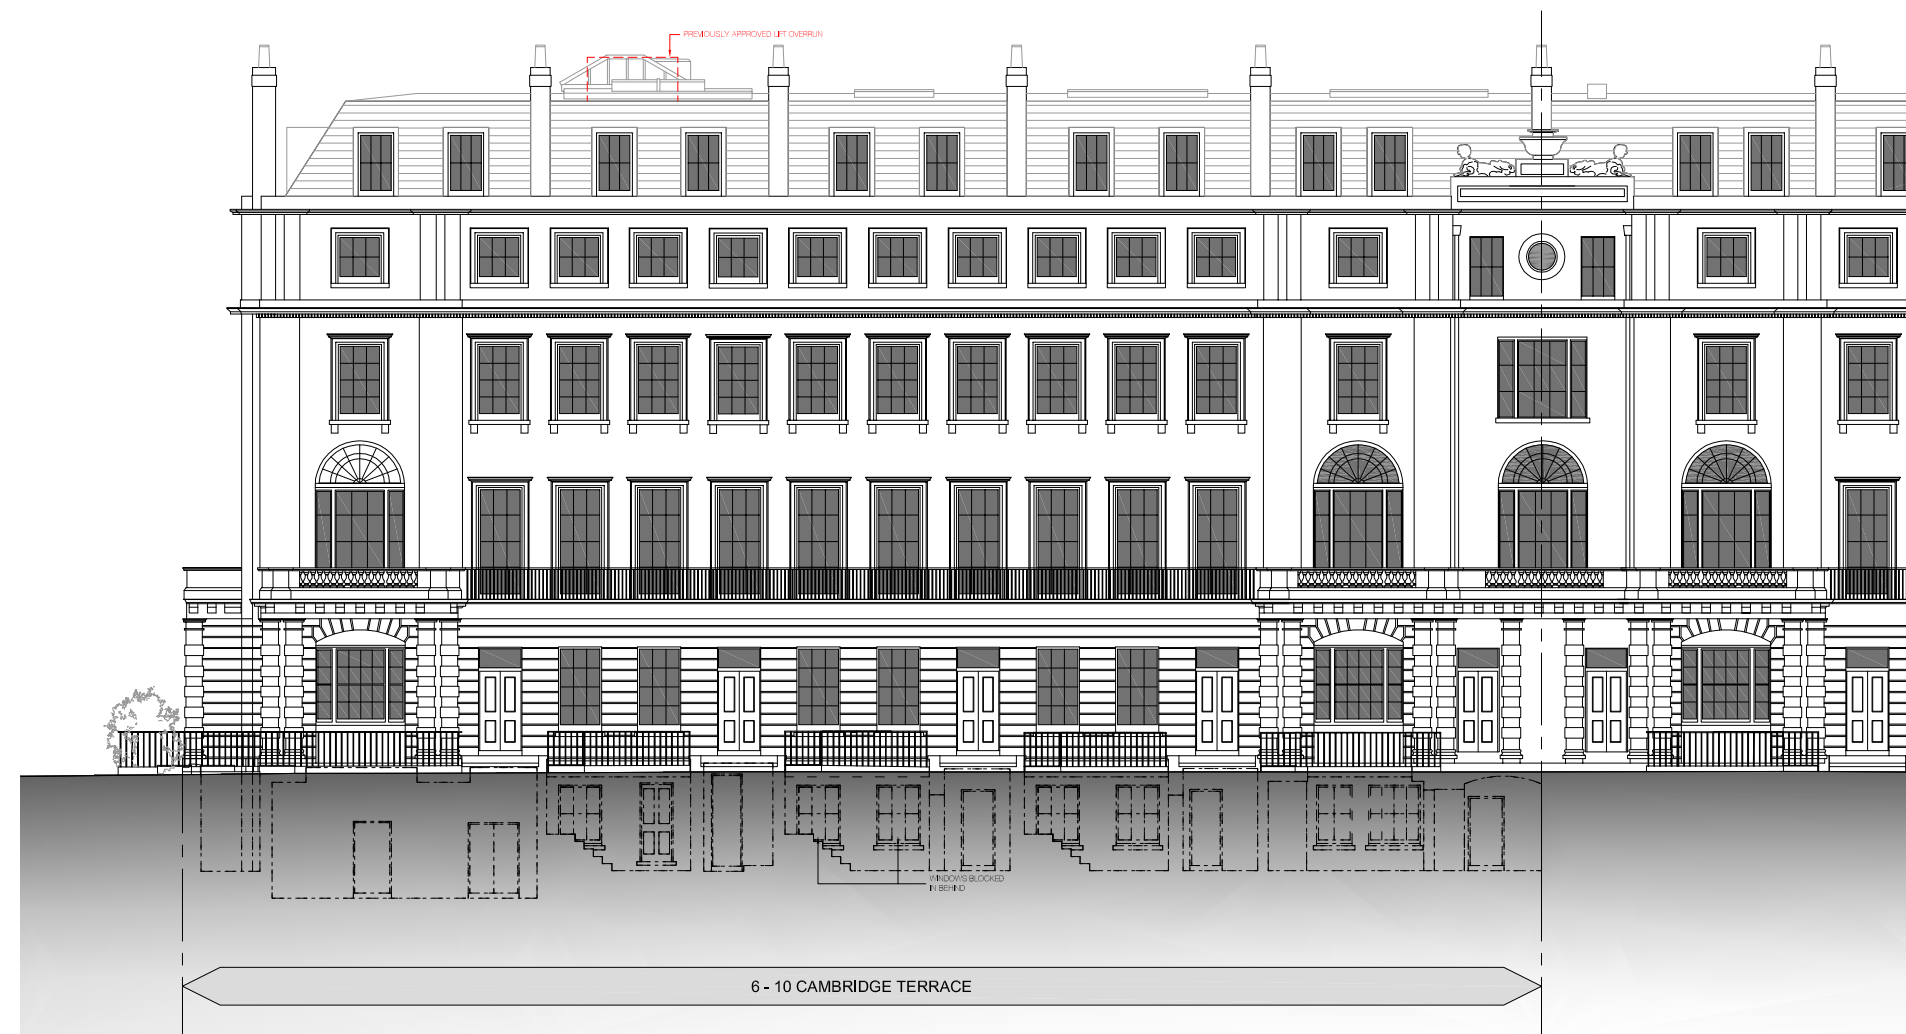 PREVIOUSLY APPROVED LIFT OVERRUN
WINDOWS BLOCKED
IN BEHIND
6 - 10 CAMBRIDGE TERRACE